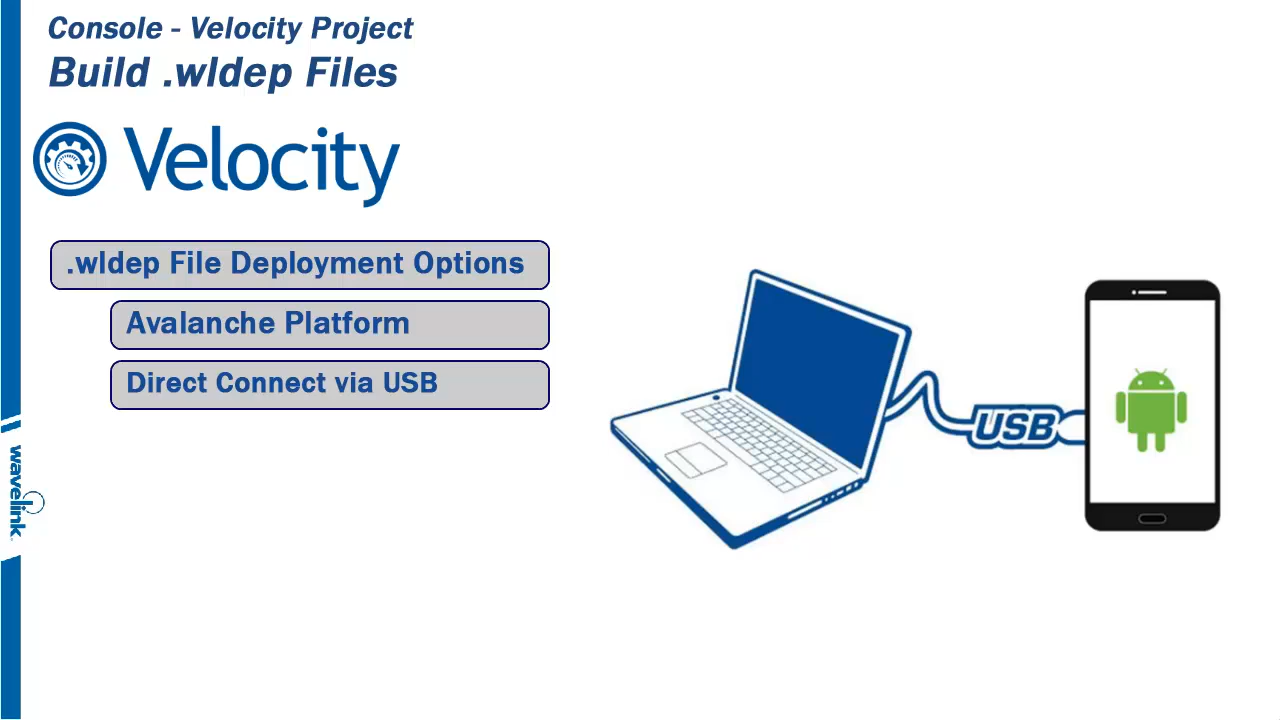 Console - Velocity Project
Build .wldep Files
Velocity
.wldep File Deployment Options
Avalanche Platform
Direct Connect via USB
USB
wavelink